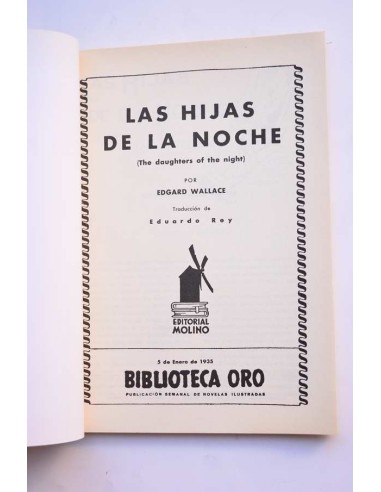 LAS HIJAS
DE LA NOCHE
(The daughters of the night)
POR
EDGARD WALLACE
Traducción de
Eduardo Rey
EDITORIAL
MOLINO
5 de Enero de 1935
BIBLIOTECA ORO
PUBLICACIÓN SEMANAL DE NOVELAS ILUSTRADAS